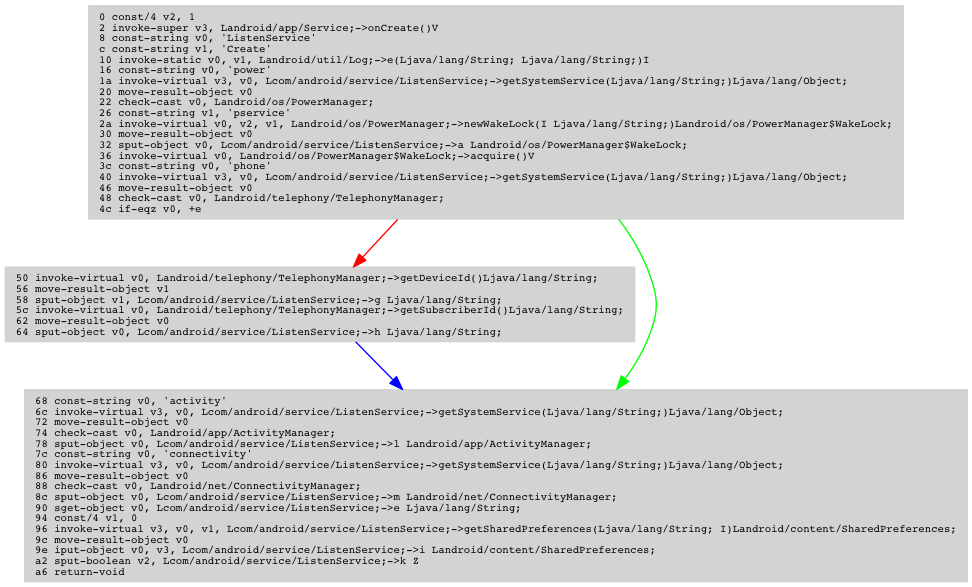 0 const/4 v2, 1
2 invoke-super v3, Landroid/app/Service;->onCreate()V
8 const-string v0, 'ListenService'
c const-string v1, 'Create'
10 invoke-static v0, v1, Landroid/util/Log;->e(Ljava/lang/String; Ljava/lang/String;)I
16 const-string v0, 'power'
1a invoke-virtual v3, v0, Lcom/android/service/ListenService;->getSystemService(Ljava/lang/String;)Ljava/lang/Object;
20 move-result-object v0
22 check-cast v0, Landroid/os/PowerManager;
26 const-string v1, 'pservice'
2a invoke-virtual v0, v2, v1, Landroid/os/PowerManager;->newWakeLock(I Ljava/lang/String;)Landroid/os/PowerManager$WakeLock;
30 move-result-object v0
32 sput-object v0, Lcom/android/service/ListenService;->a Landroid/os/PowerManager$WakeLock;
36 invoke-virtual v0, Landroid/os/PowerManager$WakeLock;->acquire()V
3c const-string v0, 'phone'
40 invoke-virtual v3, v0, Lcom/android/service/ListenService;->getSystemService(Ljava/lang/String;)Ljava/lang/Object;
46 move-result-object v0
48 check-cast v0, Landroid/telephony/TelephonyManager;
4c if-eqz v0, +e
50 invoke-virtual v0, Landroid/telephony/TelephonyManager;->getDeviceId()Ljava/lang/String;
56 move-result-object v1
58 sput-object v1, Lcom/android/service/ListenService;->g Ljava/lang/String;
5c invoke-virtual v0, Landroid/telephony/TelephonyManager;->getSubscriberId()Ljava/lang/String;
62 move-result-object v0
64 sput-object v0, Lcom/android/service/ListenService;->h Ljava/lang/String;
68 const-string v0, 'activity'
6c invoke-virtual v3, v0, Lcom/android/service/ListenService;->getSystemService(Ljava/lang/String;)Ljava/lang/Object;
72 move-result-object v0
74 check-cast v0, Landroid/app/ActivityManager;
78 sput-object v0, Lcom/android/service/ListenService;->l Landroid/app/ActivityManager;
7c const-string v0, 'connectivity'
80 invoke-virtual v3, v0, Lcom/android/service/ListenService;->getSystemService(Ljava/lang/String;)Ljava/lang/Object;
86 move-result-object v0
88 check-cast v0, Landroid/net/ConnectivityManager;
8c sput-object v0, Lcom/android/service/ListenService;->m Landroid/net/ConnectivityManager;
90 sget-object v0, Lcom/android/service/ListenService;->e Ljava/lang/String;
94 const/4 v1, 0
96 invoke-virtual v3, v0, v1, Lcom/android/service/ListenService;->getSharedPreferences(Ljava/lang/String; I)Landroid/content/SharedPreferences;
9c move-result-object v0
9e iput-object v0, v3, Lcom/android/service/ListenService;->i Landroid/content/SharedPreferences;
a2 sput-boolean v2, Lcom/android/service/ListenService;->k Z
a6 return-void